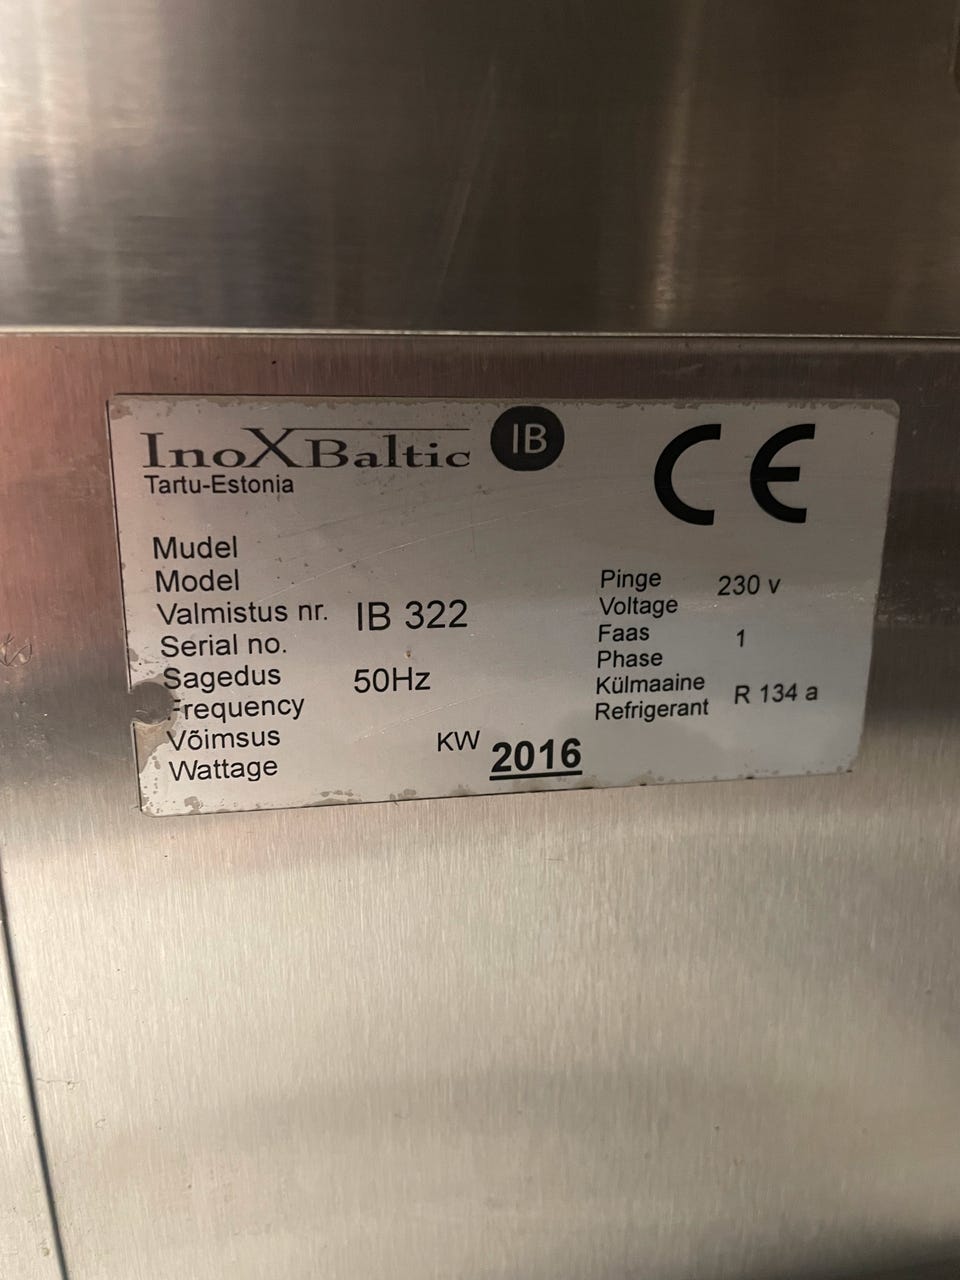 InoXBaltic IB
Tartu-Estonia
CE
Mudel
Model
Valmistus nr. IB 322
Serial no.
Sagedus 50Hz
Frequency
Võimsus KW 2016
Wattage
Pinge 230 v
Voltage
Faas 1
Phase
Külmaaine R 134 a
Refrigerant